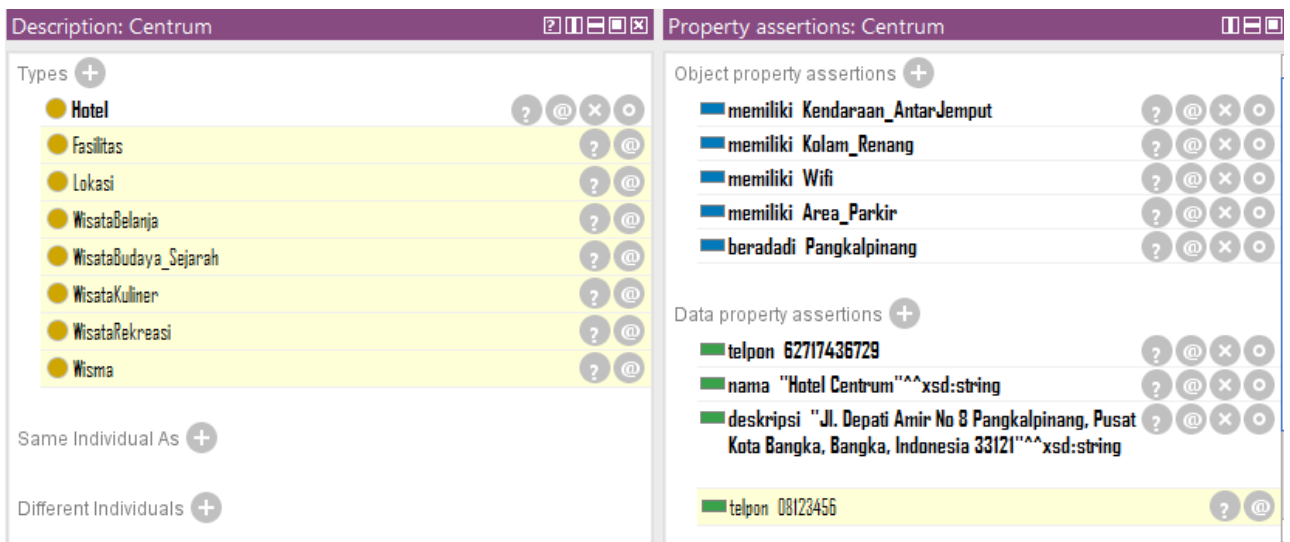 Description: Centrum
Types
Hotel
Fasilitas
Lokasi
WisataBelanja
WisataBudaya_Sejarah
WisataKuliner
WisataRekreasi
Wisma
Same Individual As
Different Individuals
Property assertions: Centrum
Object property assertions
memiliki Kendaraan_AntarJemput
memiliki Kolam_Renang
memiliki Wifi
memiliki Area_Parkir
beradadi Pangkalpinang
Data property assertions
telpon 62717436729
nama "Hotel Centrum"^^xsd:string
deskripsi "Jl. Depati Amir No 8 Pangkalpinang, Pusat
Kota Bangka, Bangka, Indonesia 33121"^^xsd:string
telpon 08123456